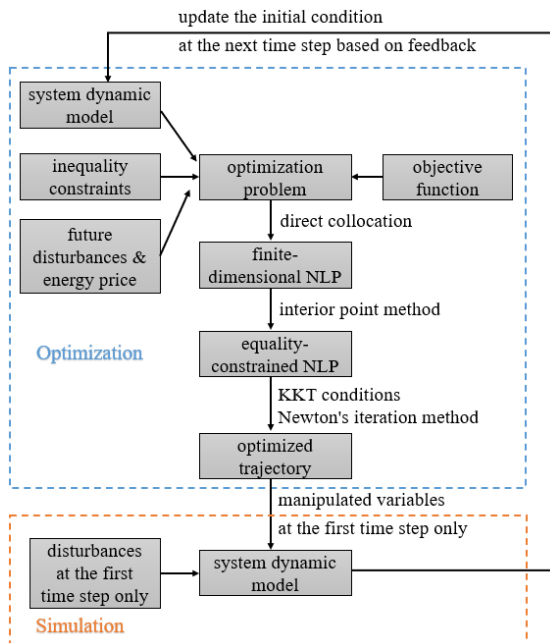 update the initial condition
at the next time step based on feedback
system dynamic
model
inequality
constraints
optimization
problem
objective
function
future
disturbances &
energy price
direct collocation
finite-
dimensional NLP
interior point method
Optimization
equality-
constrained NLP
KKT conditions
Newton's iteration method
optimized
trajectory
manipulated variables
at the first time step only
disturbances
at the first
time step only
system dynamic
model
Simulation